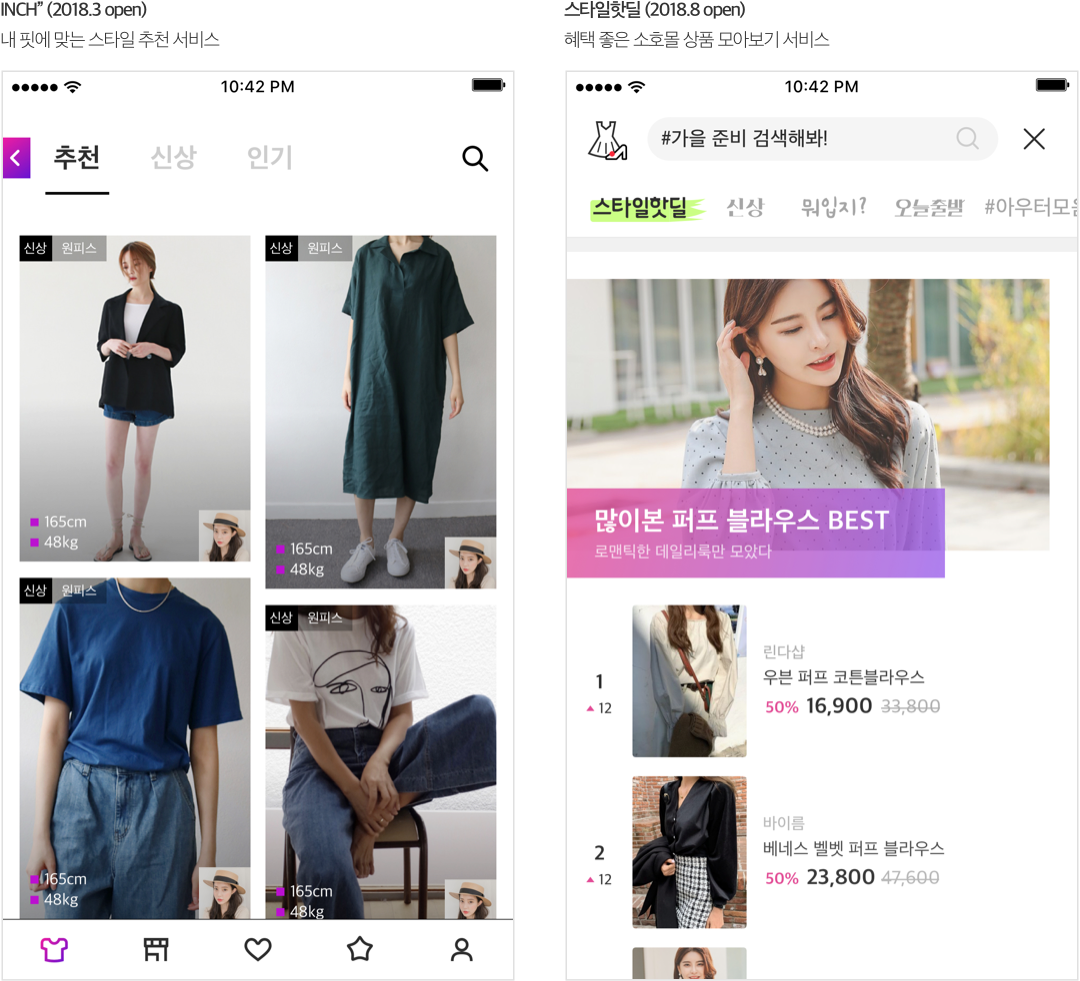 INCH” (2018.3 open)
내 핏에 맞는 스타일 추천 서비스
10:42 PM
추천 신상 인기
신상 원피스
165cm
48kg
신상 원피스
165cm
48kg
신상 원피스
165cm
48kg
신상 원피스
165cm
48kg
스타일핫딜 (2018.8 open)
혜택 좋은 소호몰 상품 모아보기 서비스
10:42 PM
#가을 준비 검색해봐!
스타일핫딜 신상 뭐입지? 오늘출발 #아우터모음
많이본 퍼프 블라우스 BEST
로맨틱한 데일리룩만 모았다
1
12
린다샵
우븐 퍼프 코튼블라우스
50% 16,900 33,800
2
12
바이름
베네스 벨벳 퍼프 블라우스
50% 23,800 47,600